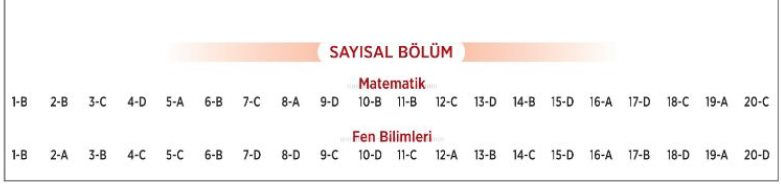 SAYISAL BÖLÜM
Matematik
1-B 2-B 3-C 4-D 5-A 6-B 7-C 8-A 9-D 10-B 11-B 12-C 13-D 14-B 15-D 16-A 17-D 18-C 19-A 20-C
Fen Bilimleri
1-B 2-A 3-B 4-C 5-C 6-B 7-D 8-D 9-C 10-D 11-C 12-A 13-B 14-C 15-D 16-A 17-B 18-D 19-A 20-D